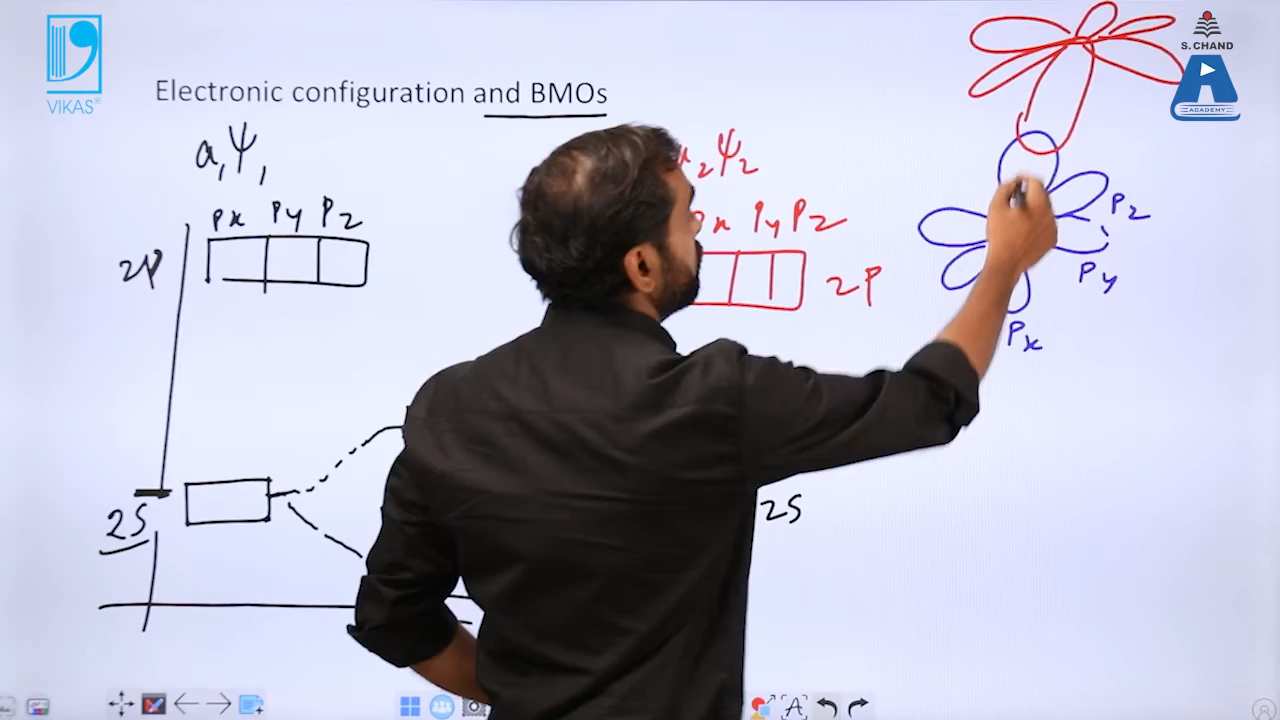 VIKAS®
S. CHAND
ACADEMY
Electronic configuration and BMOs
a₁Ψ₁
₂Ψ₂
Px Py Pz
x Py Pz
2P
2P
Pz
Py
Px
2S
2S